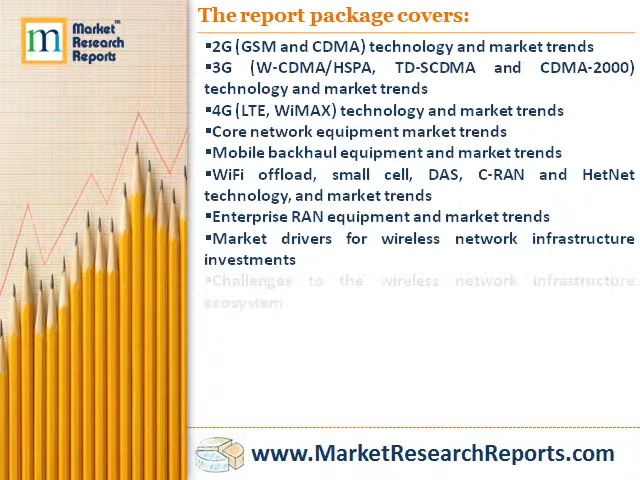 m
Market™
Research
Reports
The report package covers:
▪2G (GSM and CDMA) technology and market trends
▪3G (W-CDMA/HSPA, TD-SCDMA and CDMA-2000)
technology and market trends
▪4G (LTE, WiMAX) technology and market trends
▪Core network equipment market trends
▪Mobile backhaul equipment and market trends
▪WiFi offload, small cell, DAS, C-RAN and HetNet
technology, and market trends
▪Enterprise RAN equipment and market trends
▪Market drivers for wireless network infrastructure
investments
▪Challenges to the wireless network infrastructure
ecosystem
www.MarketResearchReports.com